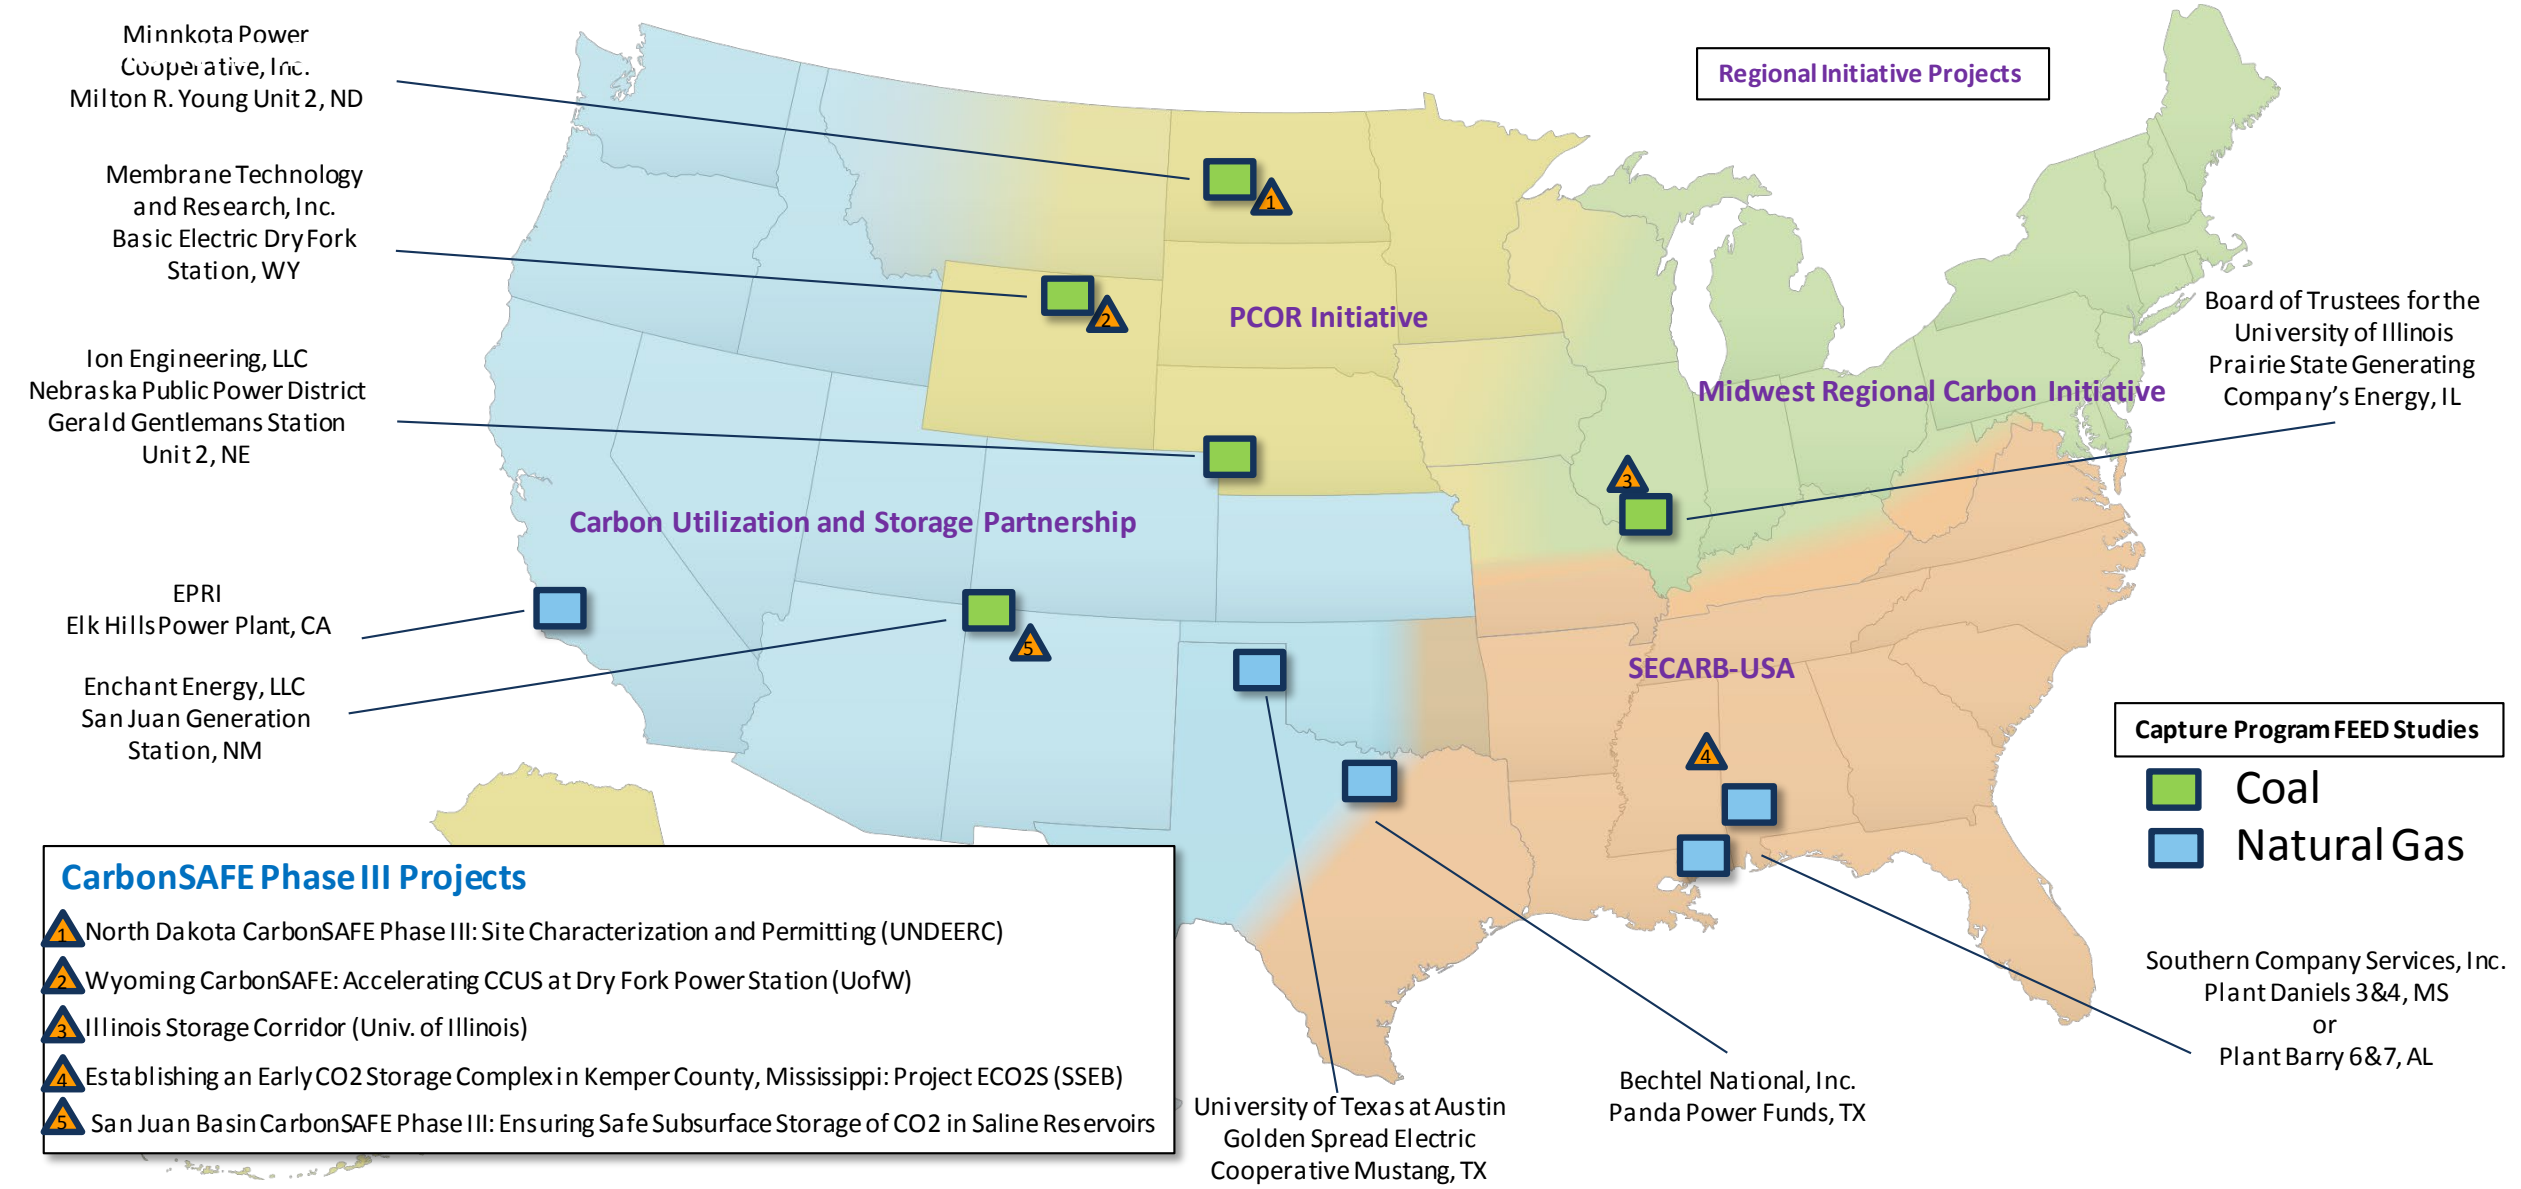 Minnkota Power
Cooperative, Inc.
Milton R. Young Unit 2, ND
Membrane Technology
and Research, Inc.
Basic Electric Dry Fork
Station, WY
Ion Engineering, LLC
Nebraska Public Power District
Gerald Gentlemans Station
Unit 2, NE
EPRI
Elk Hills Power Plant, CA
Enchant Energy, LLC
San Juan Generation
Station, NM
Regional Initiative Projects
1
2
PCOR Initiative
Midwest Regional Carbon Initiative
Board of Trustees for the
University of Illinois
Prairie State Generating
Company's Energy, IL
3
Carbon Utilization and Storage Partnership
5
SECARB-USA
4
Capture Program FEED Studies
Coal
Natural Gas
CarbonSAFE Phase III Projects
1 North Dakota CarbonSAFE Phase III: Site Characterization and Permitting (UNDEERC)
2 Wyoming CarbonSAFE: Accelerating CCUS at Dry Fork Power Station (UofW)
3 Illinois Storage Corridor (Univ. of Illinois)
4 Establishing an Early CO2 Storage Complex in Kemper County, Mississippi: Project ECO2S (SSEB)
5 San Juan Basin CarbonSAFE Phase III: Ensuring Safe Subsurface Storage of CO2 in Saline Reservoirs
University of Texas at Austin
Golden Spread Electric
Cooperative Mustang, TX
Bechtel National, Inc.
Panda Power Funds, TX
Southern Company Services, Inc.
Plant Daniels 3&4, MS
or
Plant Barry 6&7, AL